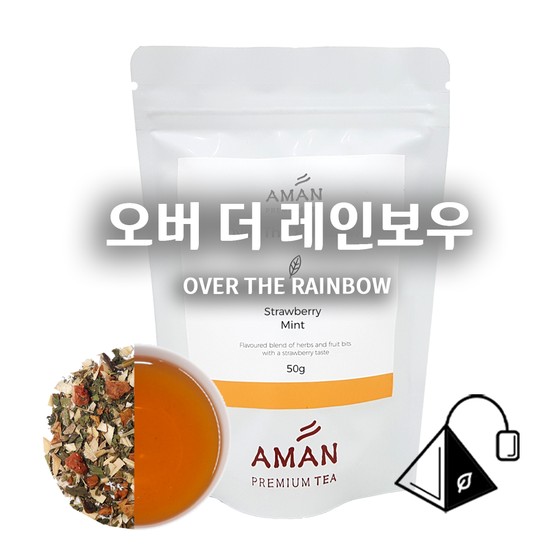 AMAN
오버 더 레인보우
OVER THE RAINBOW
Strawberry
Mint
Flavoured blend of herbs and fruit bits
with a strawberry taste
50g
AMAN
PREMIUM TEA